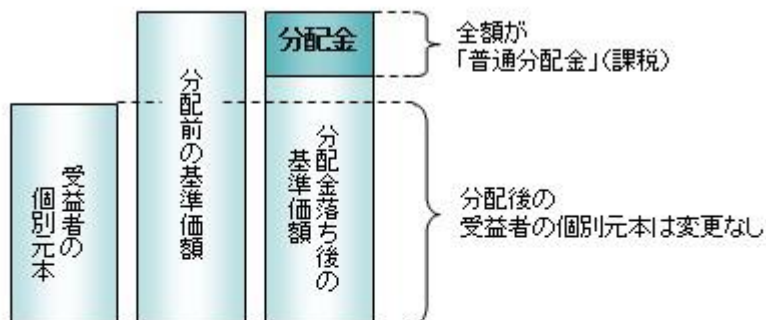 受益者の
個別元本
分配前の基準価額
分配金
分配金落ち後の
基準価額
全額が
「普通分配金」(課税)
分配後の
受益者の個別元本は変更なし